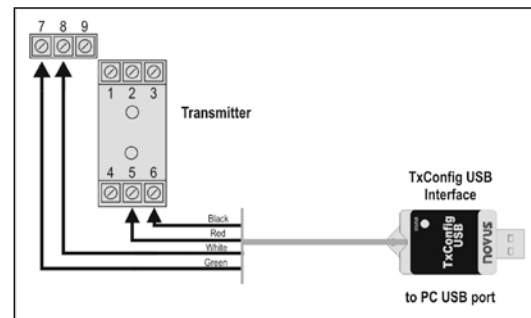 7 8 9
1 2 3
Transmitter
4 5 6
Black
Red
White
Green
TxConfig USB
Interface
TxConfig
USB
novus
to PC USB port